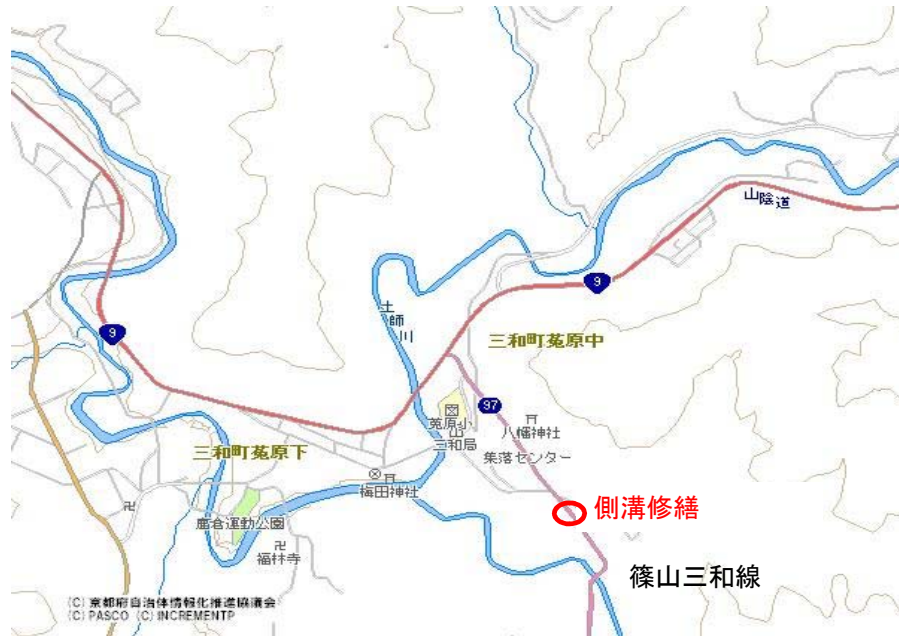 山陰道
9
土師川
三和町菟原中
9
97
菟原小
八幡神社
三和局
集落センター
三和町菟原下
梅田神社
側溝修繕
鹿倉運動公園
福林寺
篠山三和線
(C) 京都府自治体情報化推進協議会
(C) PASCO (C) INCREMENTP